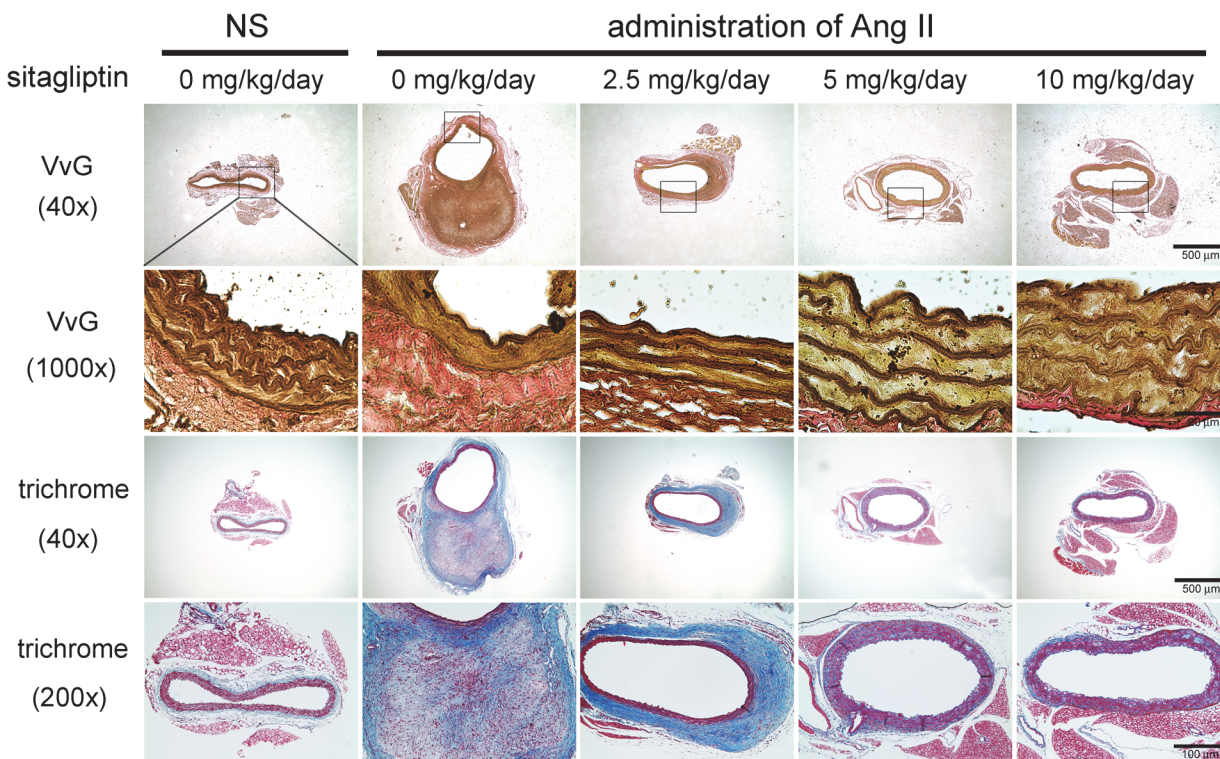 NS administration of Ang II
sitagliptin 0 mg/kg/day 0 mg/kg/day 2.5 mg/kg/day 5 mg/kg/day 10 mg/kg/day
VvG
(40x)
500 μm
VvG
(1000x)
20 μm
trichrome
(40x)
500 μm
trichrome
(200x)
100 μm